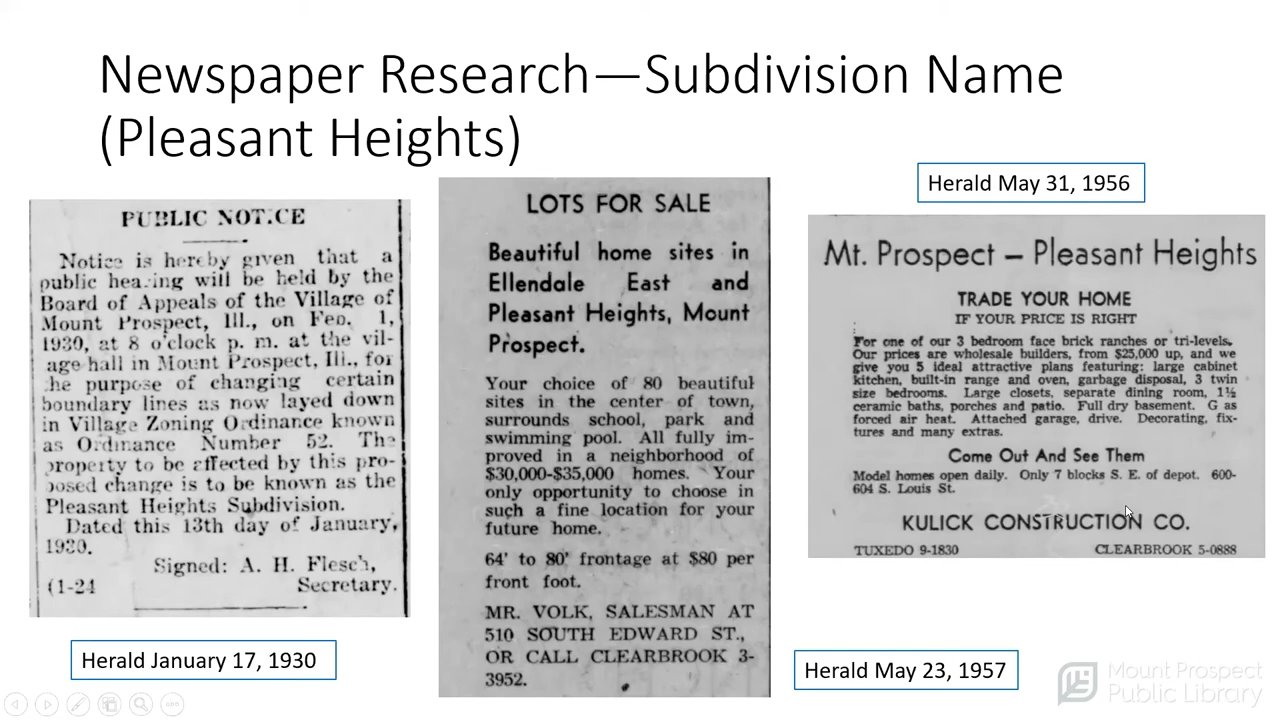 Newspaper Research—Subdivision Name
(Pleasant Heights)
PUBLIC NOT.CE
Notice is hereby given that a
public hea.ing will be held by the
Board of Appeals of the Village of
Mount Prospect, Ill., on Feo. 1,
1930, at 8 o'clock p. m. at the vil-
age hall in Mount Prospect, Ill., for
he purpose of changing certain
boundary lines as now layed down
in Village Zoning Ordinance known
as Ordinance Number 52. The
property to be effected by this pro-
posed change is to be known as the
Pleasant Heights Subdivision.
Dated this 13th day of January,
1930.
Signed: A. H. Flesch,
(1-24 Secretary.
Herald January 17, 1930
LOTS FOR SALE
Beautiful home sites in
Ellendale East and
Pleasant Heights, Mount
Prospect.
Your choice of 80 beautiful
sites in the center of town,
surrounds school, park and
swimming pool. All fully im-
proved in a neighborhood of
$30,000-$35,000 homes. Your
only opportunity to choose in
such a fine location for your
future home.
64' to 80' frontage at $80 per
front foot.
MR. VOLK, SALESMAN AT
510 SOUTH EDWARD ST.,
OR CALL CLEARBROOK 3-
3952.
Herald May 23, 1957
Herald May 31, 1956
Mt. Prospect – Pleasant Heights
TRADE YOUR HOME
IF YOUR PRICE IS RIGHT
For one of our 3 bedroom face brick ranches or tri-levels.
Our prices are wholesale builders, from $25,000 up, and we
give you 5 ideal attractive plans featuring: large cabinet
kitchen, built-in range and oven, garbage disposal, 3 twin
size bedrooms. Large closets, separate dining room, 1½
ceramic baths, porches and patio. Full dry basement. G as
forced air heat. Attached garage, drive. Decorating, fix-
tures and many extras.
Come Out And See Them
Model homes open daily. Only 7 blocks S. E. of depot. 600-
604 S. Louis St.
KULICK CONSTRUCTION CO.
TUXEDO 9-1830 CLEARBROOK 5-0888
Mount Prospect
Public Library